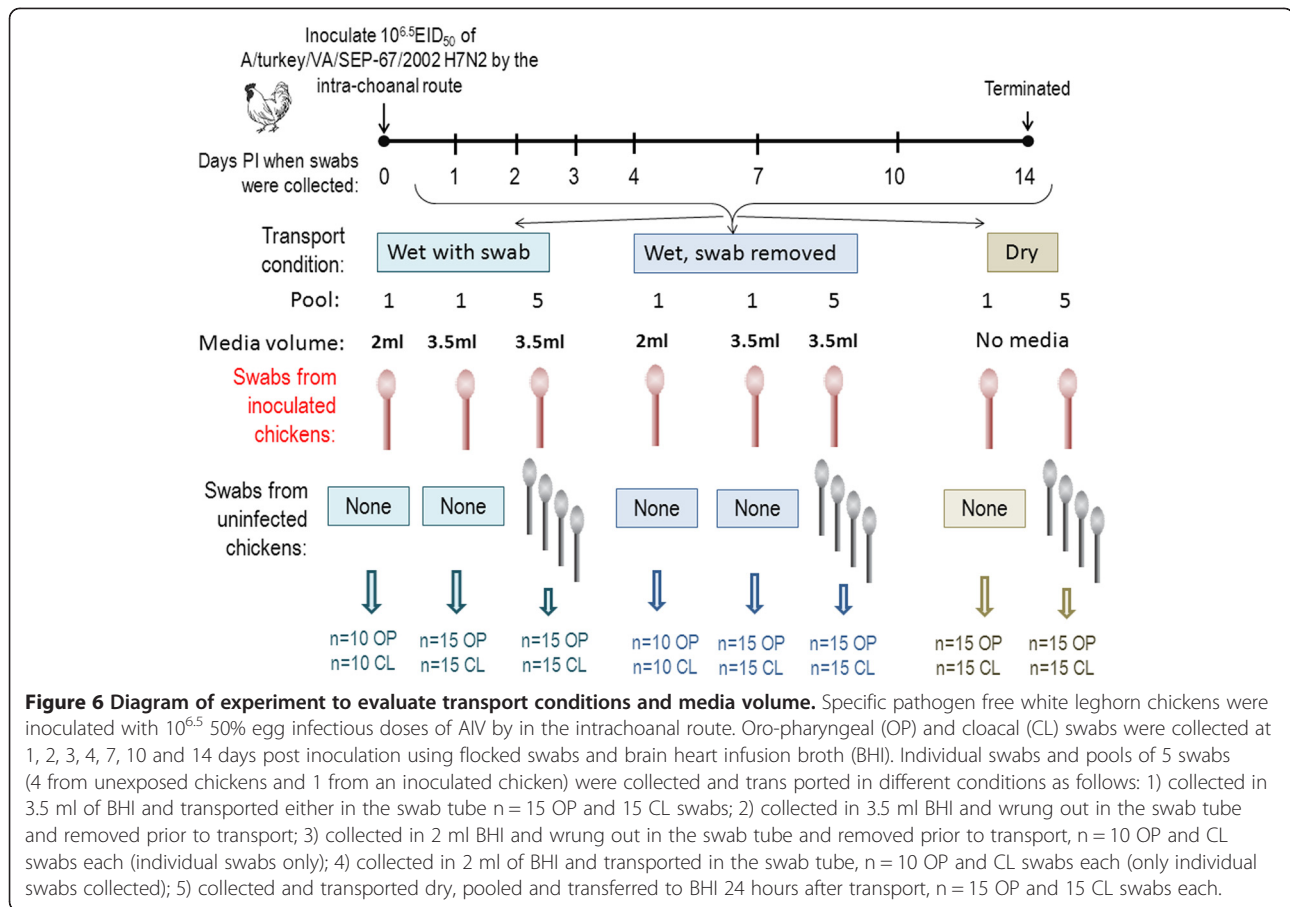 Inoculate 10^6.5EID50 of
A/turkey/VA/SEP-67/2002 H7N2 by the
intra-choanal route
Terminated
Days PI when swabs
were collected:
0 1 2 3 4 7 10 14
Transport
condition:
Wet with swab
Wet, swab removed
Dry
Pool: 1 1 5 1 1 5 1 5
Media volume: 2ml 3.5ml 3.5ml 2ml 3.5ml 3.5ml No media
Swabs from
inoculated
chickens:
Swabs from
uninfected
chickens:
None None None None None
n=10 OP n=15 OP n=15 OP n=10 OP n=15 OP n=15 OP n=15 OP n=15 OP
n=10 CL n=15 CL n=15 CL n=10 CL n=15 CL n=15 CL n=15 CL n=15 CL
Figure 6 Diagram of experiment to evaluate transport conditions and media volume. Specific pathogen free white leghorn chickens were
inoculated with 10^6.5 50% egg infectious doses of AIV by in the intrachoanal route. Oro-pharyngeal (OP) and cloacal (CL) swabs were collected at
1, 2, 3, 4, 7, 10 and 14 days post inoculation using flocked swabs and brain heart infusion broth (BHI). Individual swabs and pools of 5 swabs
(4 from unexposed chickens and 1 from an inoculated chicken) were collected and trans ported in different conditions as follows: 1) collected in
3.5 ml of BHI and transported either in the swab tube n = 15 OP and 15 CL swabs; 2) collected in 3.5 ml BHI and wrung out in the swab tube
and removed prior to transport; 3) collected in 2 ml BHI and wrung out in the swab tube and removed prior to transport, n = 10 OP and CL
swabs each (individual swabs only); 4) collected in 2 ml of BHI and transported in the swab tube, n = 10 OP and CL swabs each (only individual
swabs collected); 5) collected and transported dry, pooled and transferred to BHI 24 hours after transport, n = 15 OP and 15 CL swabs each.